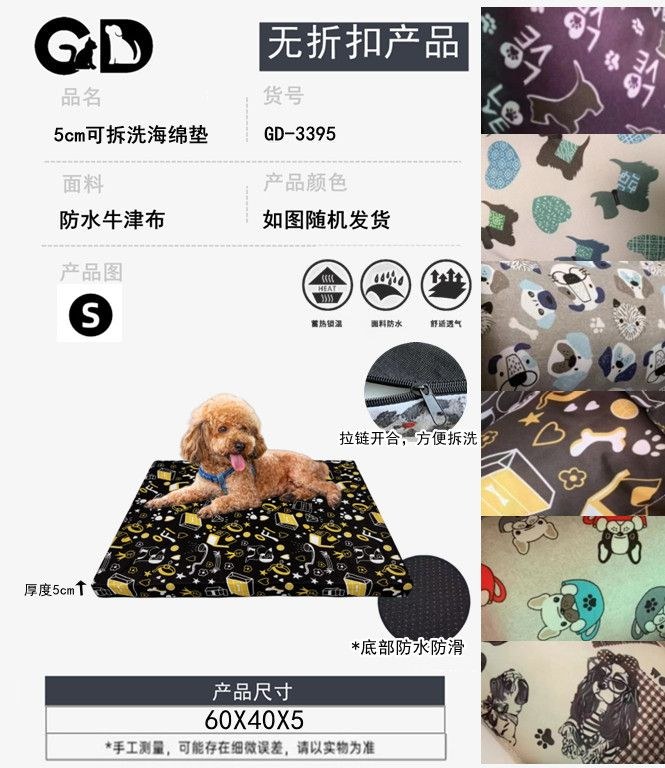 GD
无折扣产品
品名
货号
5cm可拆洗海绵垫
GD-3395
面料
产品颜色
防水牛津布
如图随机发货
产品图
S
HEAT
蓄热锁温
面料防水
舒适透气
拉链开合，方便拆洗
厚度5cm
*底部防水防滑
产品尺寸
60X40X5
*手工测量，可能存在细微误差，请以实物为准